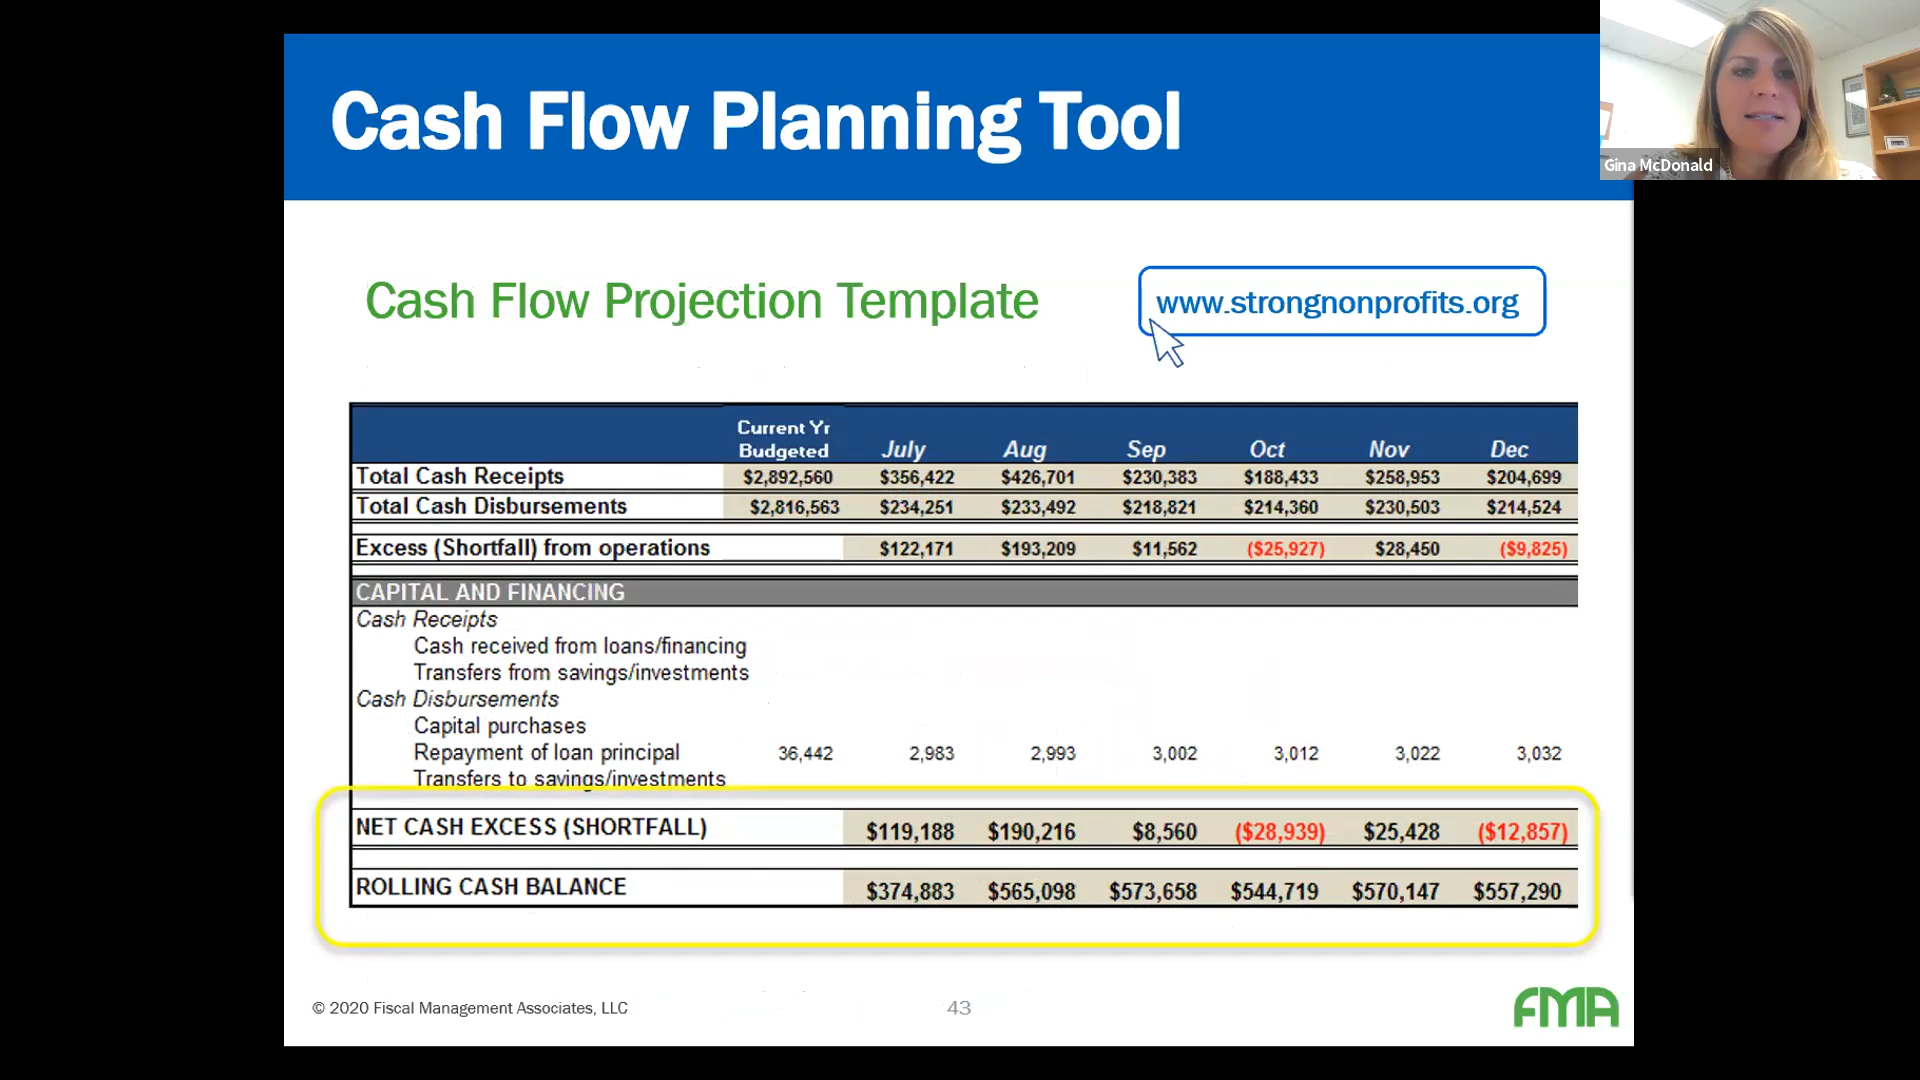 Cash Flow Planning Tool
Gina McDonald
Cash Flow Projection Template
www.strongnonprofits.org
Current Yr Budgeted July Aug Sep Oct Nov Dec
Total Cash Receipts $2,892,560 $356,422 $426,701 $230,383 $188,433 $258,953 $204,699
Total Cash Disbursements $2,816,563 $234,251 $233,492 $218,821 $214,360 $230,503 $214,524
Excess (Shortfall) from operations $122,171 $193,209 $11,562 ($25,927) $28,450 ($9,825)
CAPITAL AND FINANCING
Cash Receipts
Cash received from loans/financing
Transfers from savings/investments
Cash Disbursements
Capital purchases
Repayment of loan principal 36,442 2,983 2,993 3,002 3,012 3,022 3,032
Transfers to savings/investments
NET CASH EXCESS (SHORTFALL) $119,188 $190,216 $8,560 ($28,939) $25,428 ($12,857)
ROLLING CASH BALANCE $374,883 $565,098 $573,658 $544,719 $570,147 $557,290
© 2020 Fiscal Management Associates, LLC
43
FMA